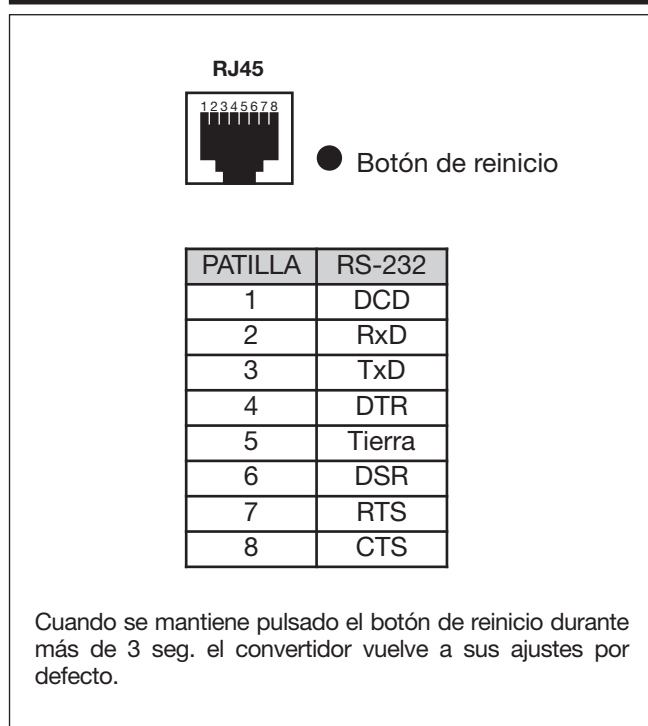 RJ45
12345678
Botón de reinicio
PATILLA RS-232
1 DCD
2 RxD
3 TxD
4 DTR
5 Tierra
6 DSR
7 RTS
8 CTS
Cuando se mantiene pulsado el botón de reinicio durante
más de 3 seg. el convertidor vuelve a sus ajustes por
defecto.